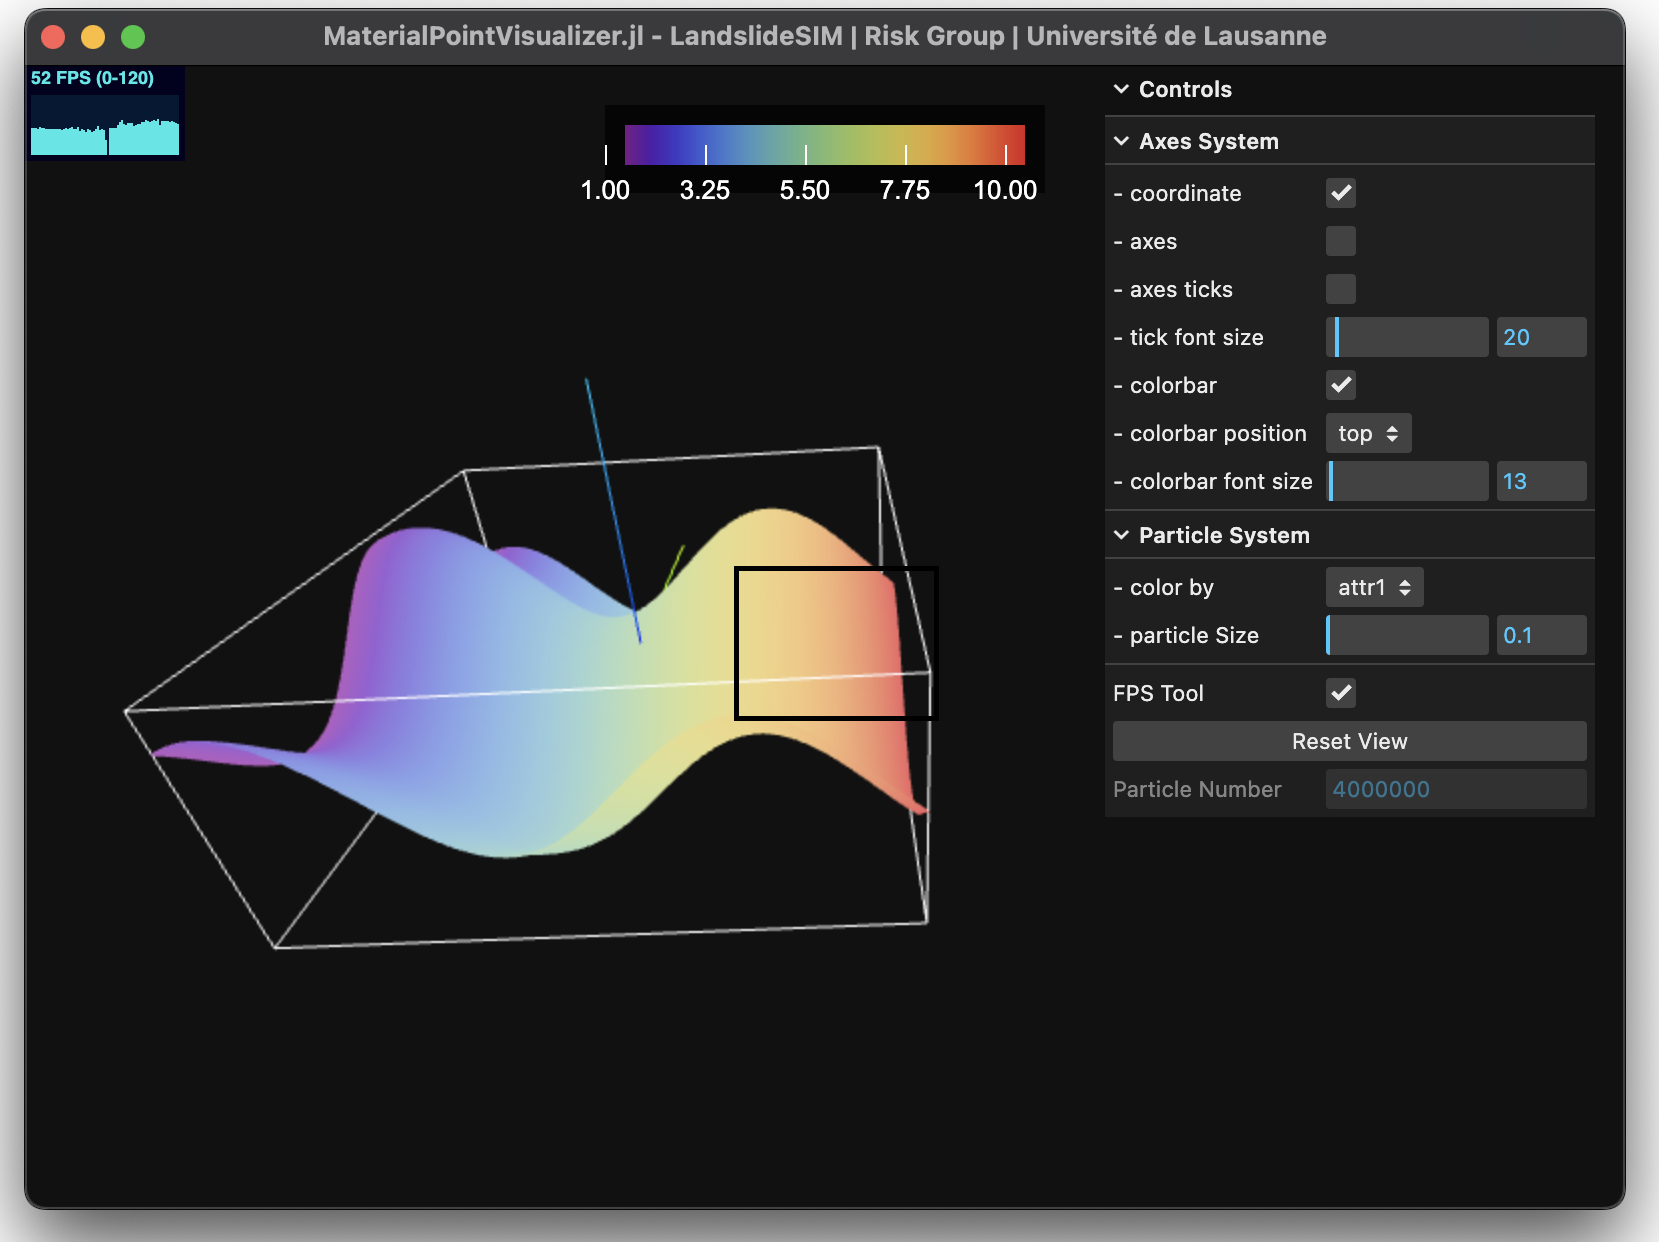 MaterialPointVisualizer.jl - LandslideSIM | Risk Group | Université de Lausanne
52 FPS (0-120)
1.00 3.25 5.50 7.75 10.00
Controls
Axes System
- coordinate
- axes
- axes ticks
- tick font size 20
- colorbar
- colorbar position top
- colorbar font size 13
Particle System
- color by attr1
- particle Size 0.1
FPS Tool
Reset View
Particle Number 4000000